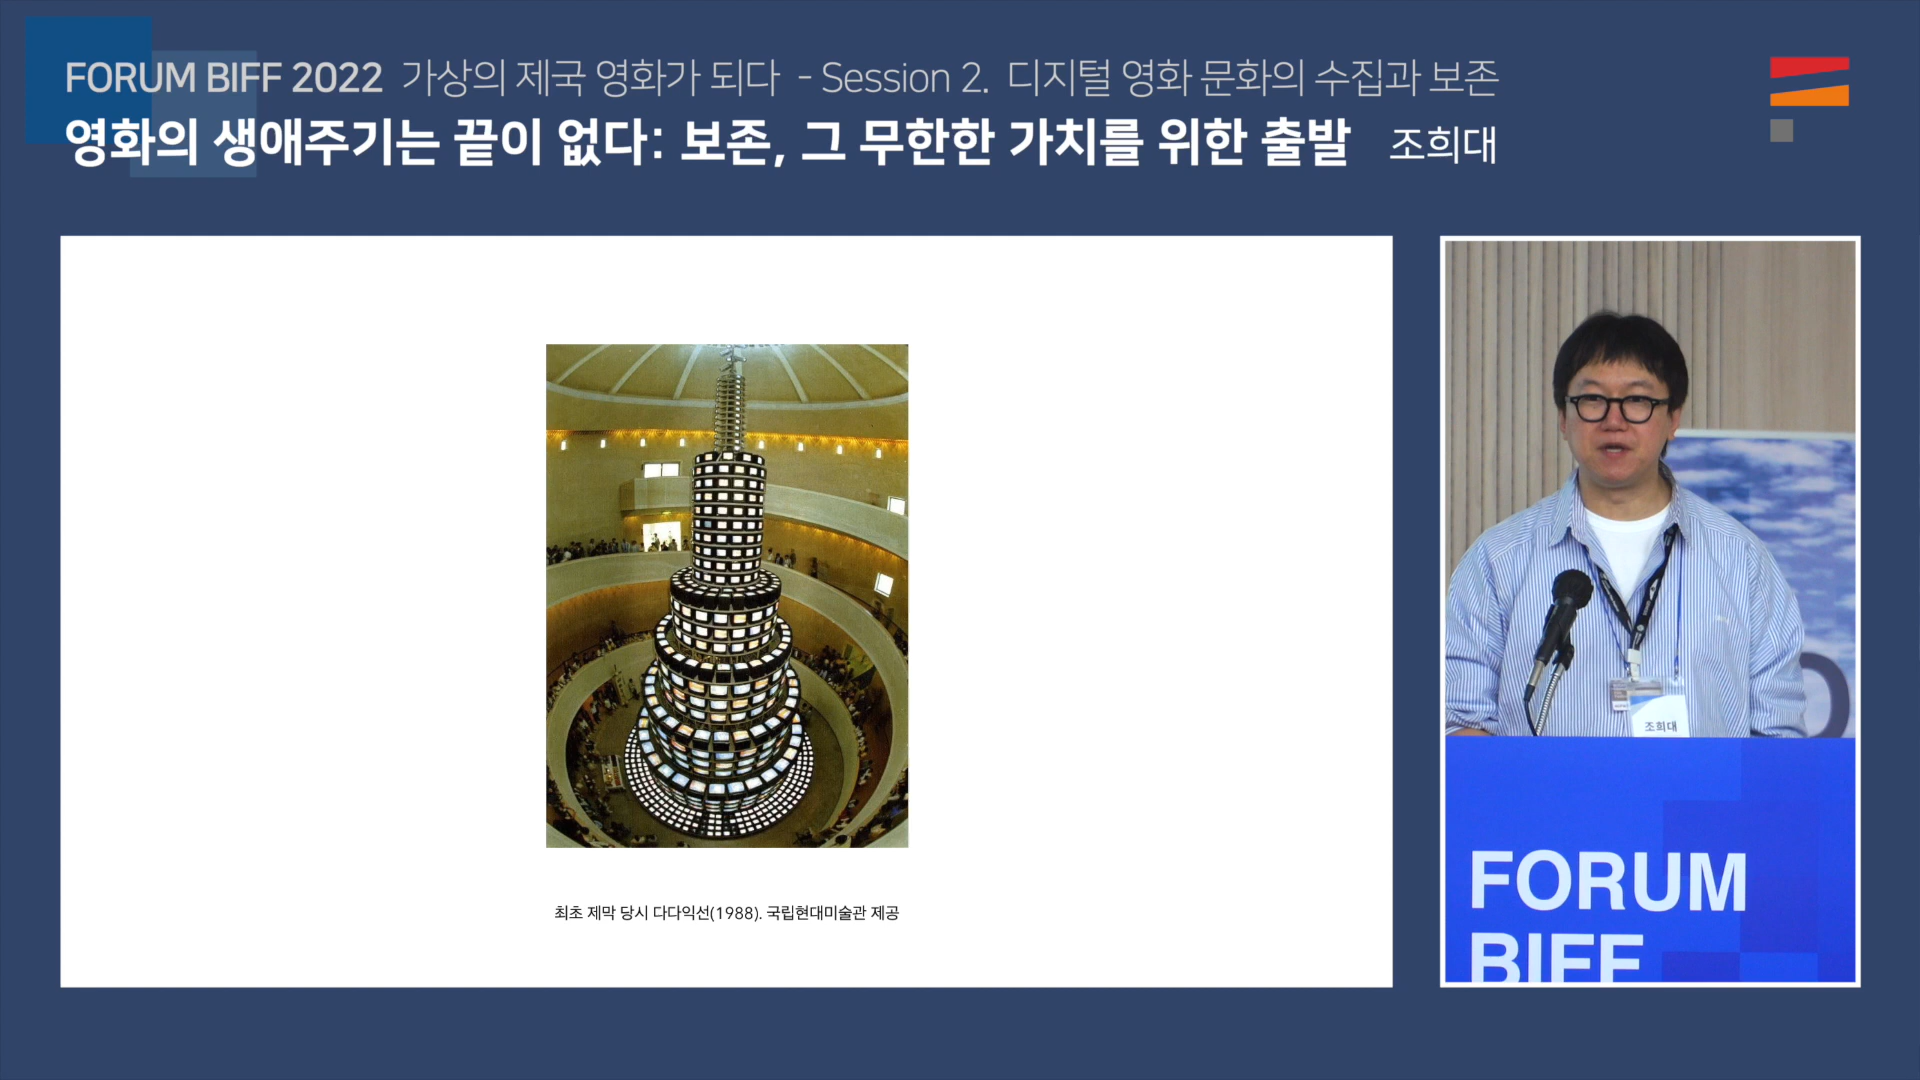 FORUM BIFF 2022 가상의 제국 영화가 되다 - Session 2. 디지털 영화 문화의 수집과 보존
영화의 생애주기는 끝이 없다: 보존, 그 무한한 가치를 위한 출발 조희대
최초 제막 당시 다다익선(1988). 국립현대미술관 제공
조희대
FORUM
BIFF